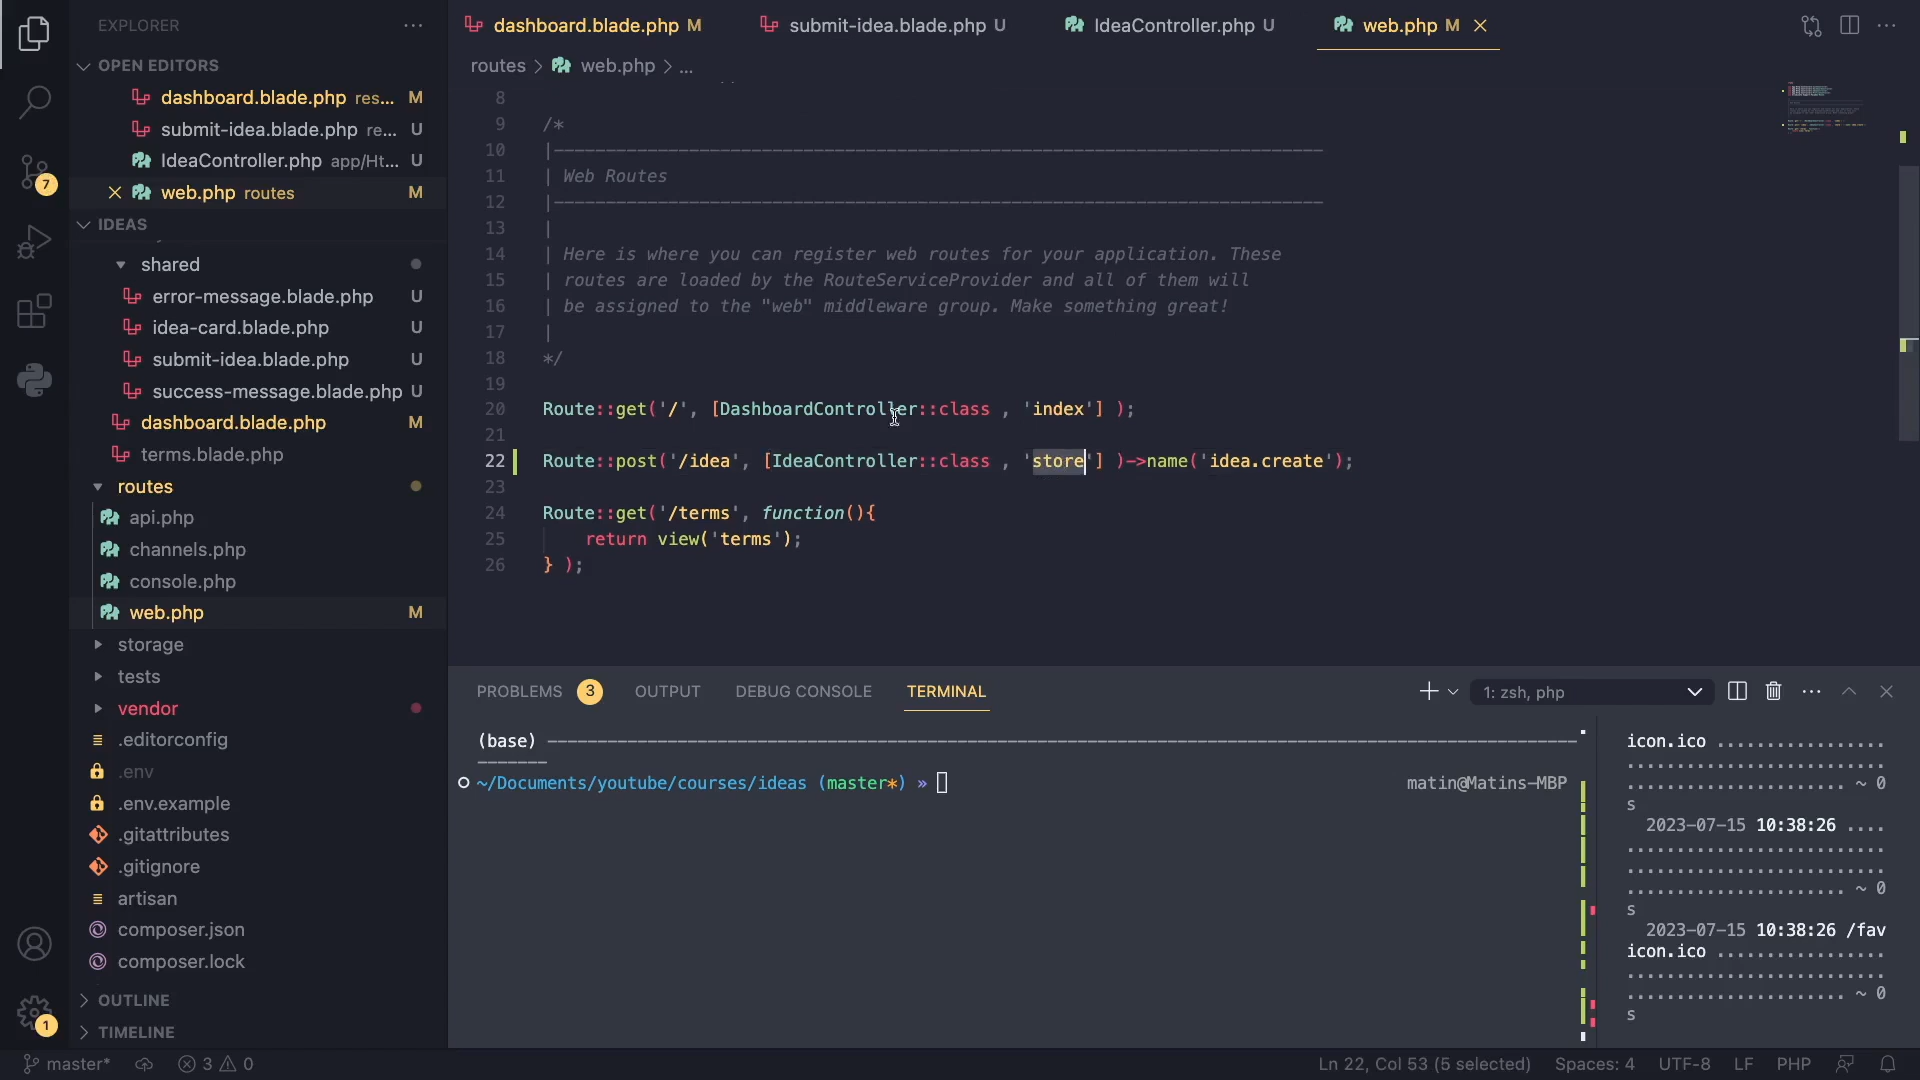 EXPLORER
dashboard.blade.php M
submit-idea.blade.php U
IdeaController.php U
web.php M
OPEN EDITORS
dashboard.blade.php res... M
submit-idea.blade.php re... U
IdeaController.php app/Ht... U
web.php routes M
IDEAS
shared
error-message.blade.php U
idea-card.blade.php U
submit-idea.blade.php U
success-message.blade.php U
dashboard.blade.php M
terms.blade.php
routes
api.php
channels.php
console.php
web.php M
storage
tests
vendor
.editorconfig
.env
.env.example
.gitattributes
.gitignore
artisan
composer.json
composer.lock
OUTLINE
TIMELINE
7
1
routes > web.php > ...
8
9 /*
10 |--------------------------------------------------------------------------
11 | Web Routes
12 |--------------------------------------------------------------------------
13 |
14 | Here is where you can register web routes for your application. These
15 | routes are loaded by the RouteServiceProvider and all of them will
16 | be assigned to the "web" middleware group. Make something great!
17 |
18 */
19
20 Route::get('/', [DashboardController::class , 'index'] );
21
22 Route::post('/idea', [IdeaController::class , 'store'] )->name('idea.create');
23
24 Route::get('/terms', function(){
25 return view('terms');
26 } );
PROBLEMS 3 OUTPUT DEBUG CONSOLE TERMINAL
1: zsh, php
(base)
~/Documents/youtube/courses/ideas (master*) » matin@Matins-MBP
icon.ico ................
.........................
..................... ~ 0
s
2023-07-15 10:38:26 ....
.........................
.........................
..................... ~ 0
s
2023-07-15 10:38:26 /fav
icon.ico ................
.........................
..................... ~ 0
s
master* 3 0 Ln 22, Col 53 (5 selected) Spaces: 4 UTF-8 LF PHP